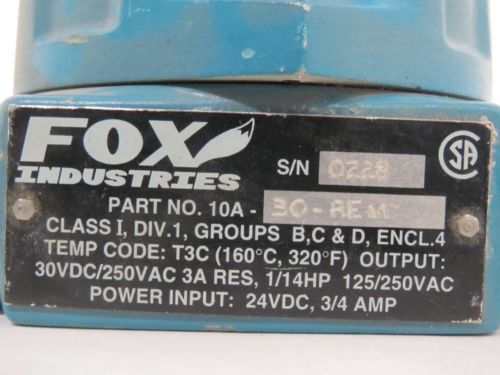 FOX
INDUSTRIES
S/N 0228
SA
PART NO. 10A - 30-REM
CLASS I, DIV.1, GROUPS B,C & D, ENCL.4
TEMP CODE: T3C (160°C, 320°F) OUTPUT:
30VDC/250VAC 3A RES, 1/14HP 125/250VAC
POWER INPUT: 24VDC, 3/4 AMP